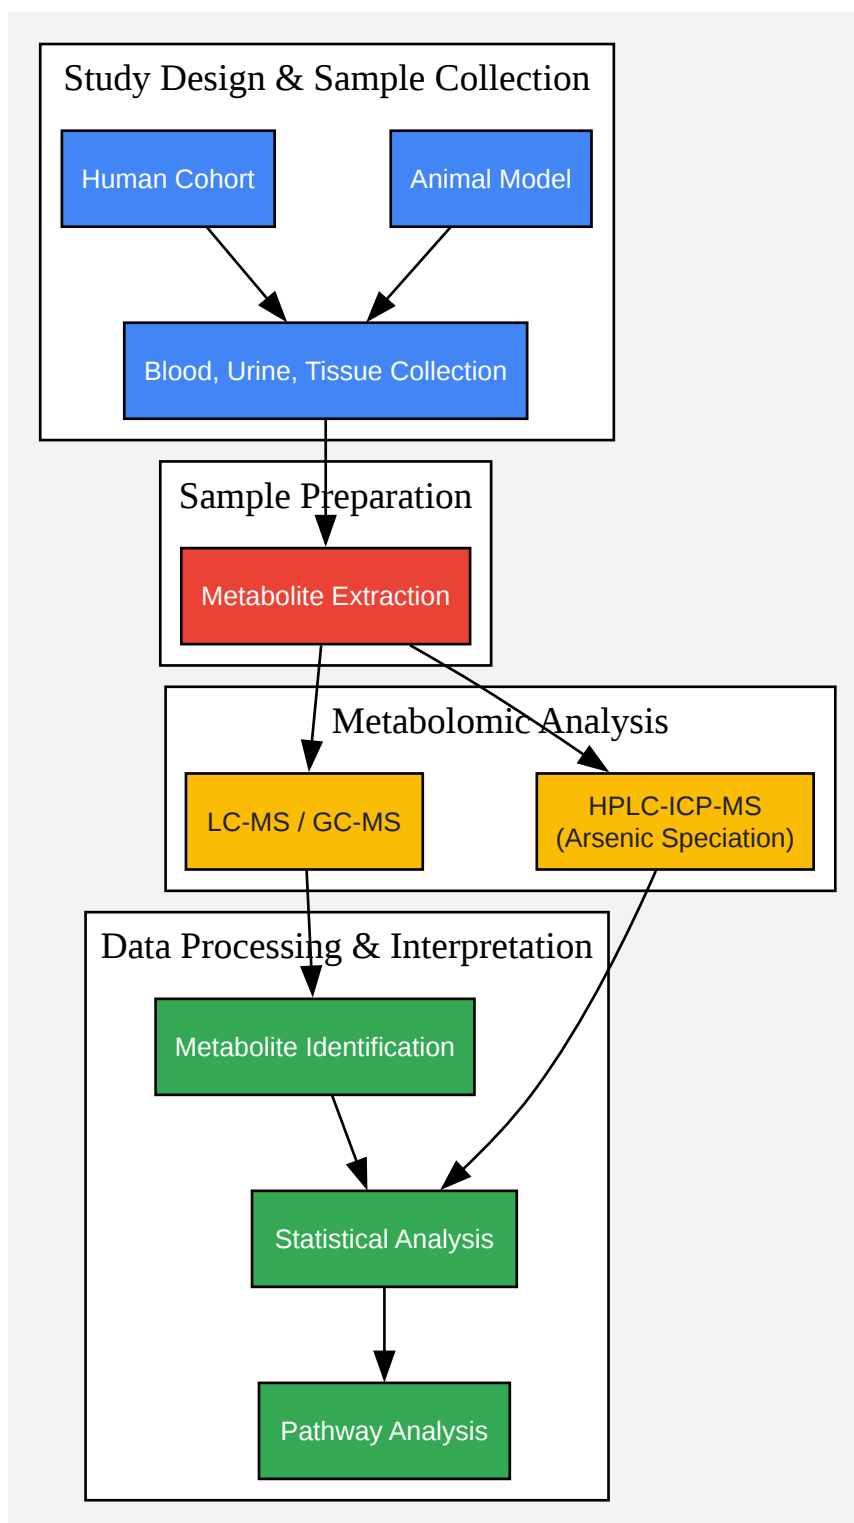 Study Design & Sample Collection
Human Cohort
Animal Model
Blood, Urine, Tissue Collection
Sample Preparation
Metabolite Extraction
Metabolomic Analysis
LC-MS / GC-MS
HPLC-ICP-MS
(Arsenic Speciation)
Data Processing & Interpretation
Metabolite Identification
Statistical Analysis
Pathway Analysis